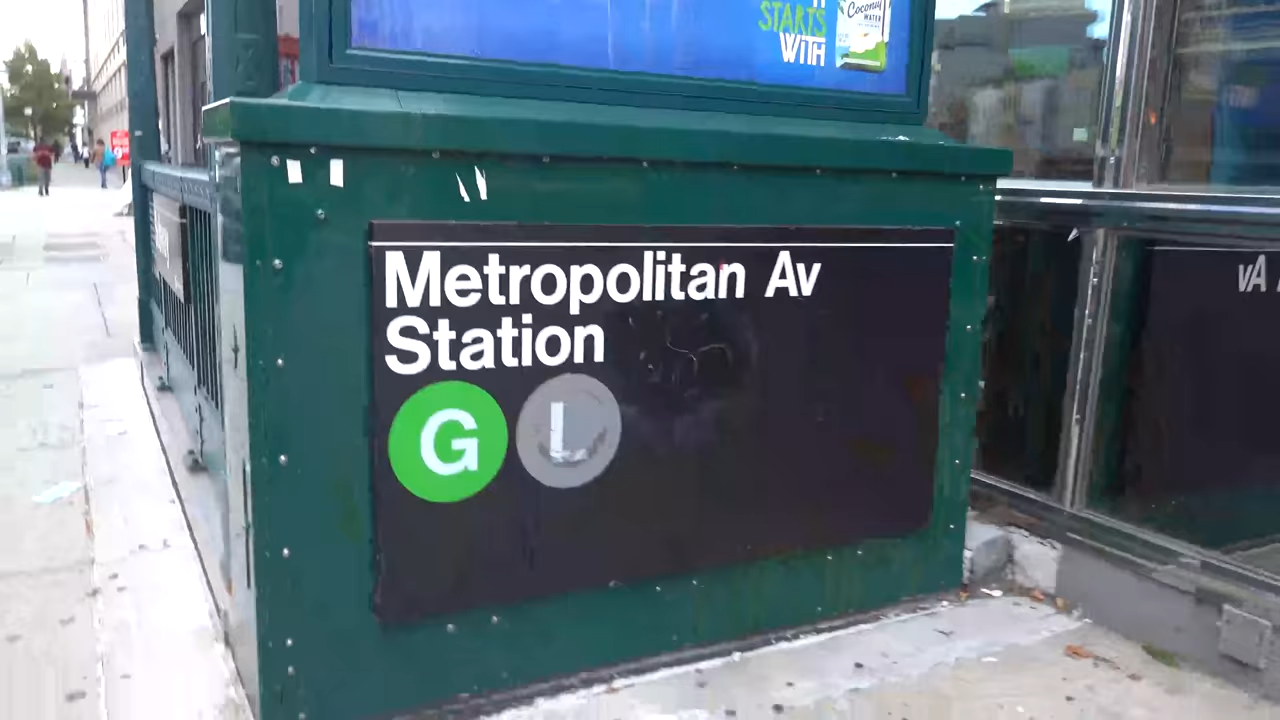 STARTS
WITH
Coconut
WATER
Metropolitan Av
Station
G L